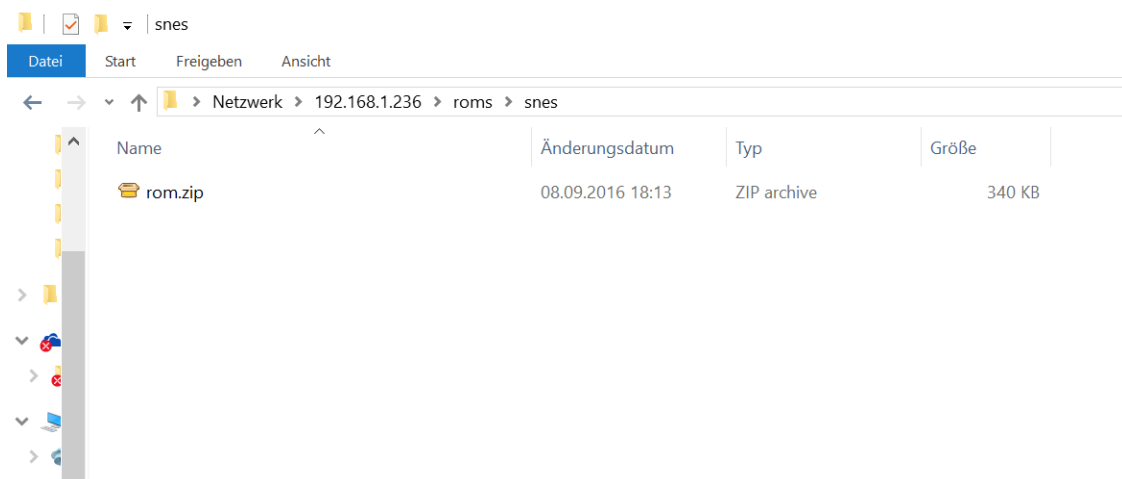 snes
Datei Start Freigeben Ansicht
Netzwerk > 192.168.1.236 > roms > snes
Name Änderungsdatum Typ Größe
rom.zip 08.09.2016 18:13 ZIP archive 340 KB